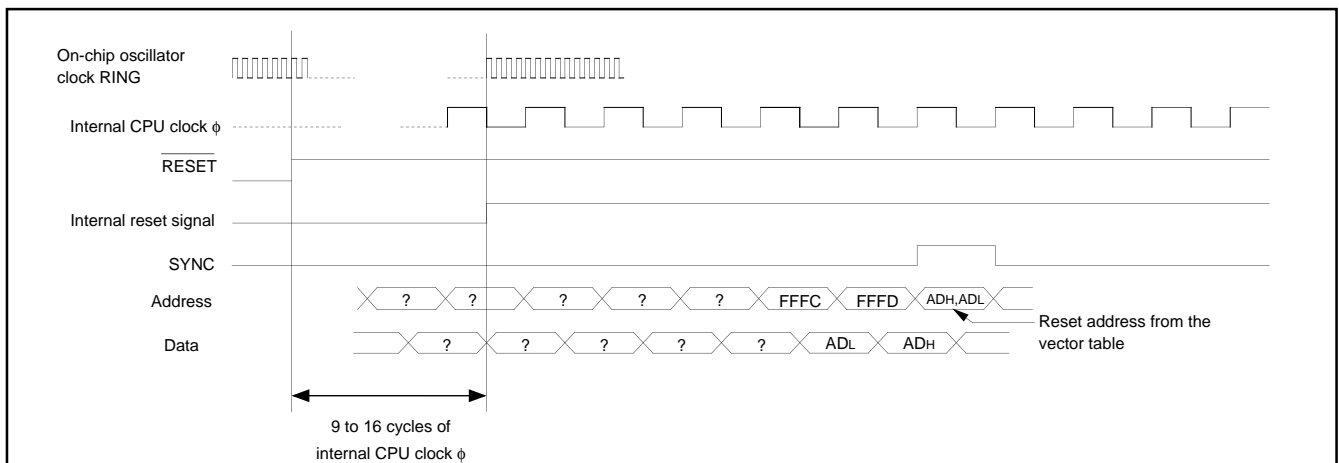 On-chip oscillator
clock RING
Internal CPU clock ϕ
RESET
Internal reset signal
SYNC
Address
? ? ? ? ? FFFC FFFD ADH,ADL
Reset address from the
vector table
Data
? ? ? ? ? ADL ADH
9 to 16 cycles of
internal CPU clock ϕ